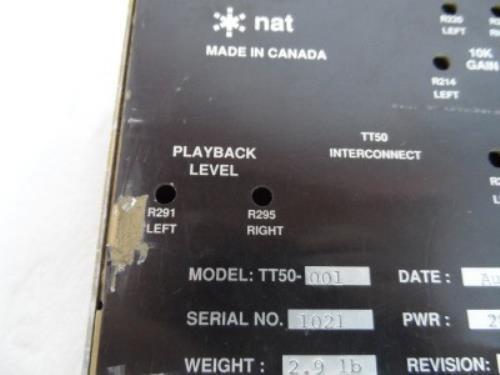 nat
MADE IN CANADA
R220
LEFT
10K
GAIN
R214
LEFT
TT50
INTERCONNECT
PLAYBACK
LEVEL
R291
LEFT
R295
RIGHT
MODEL: TT50-001
DATE :
SERIAL NO. 1021
PWR :
WEIGHT : 2.9 lb
REVISION: